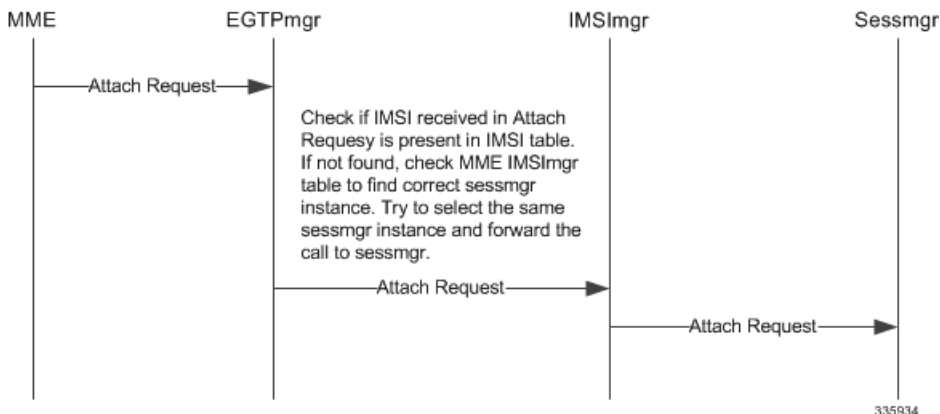 MME
EGTPmgr
IMSImgr
Sessmgr
Attach Request
Check if IMSI received in Attach
Requesy is present in IMSI table.
If not found, check MME IMSImgr
table to find correct sessmgr
instance. Try to select the same
sessmgr instance and forward the
call to sessmgr.
Attach Request
Attach Request
335934